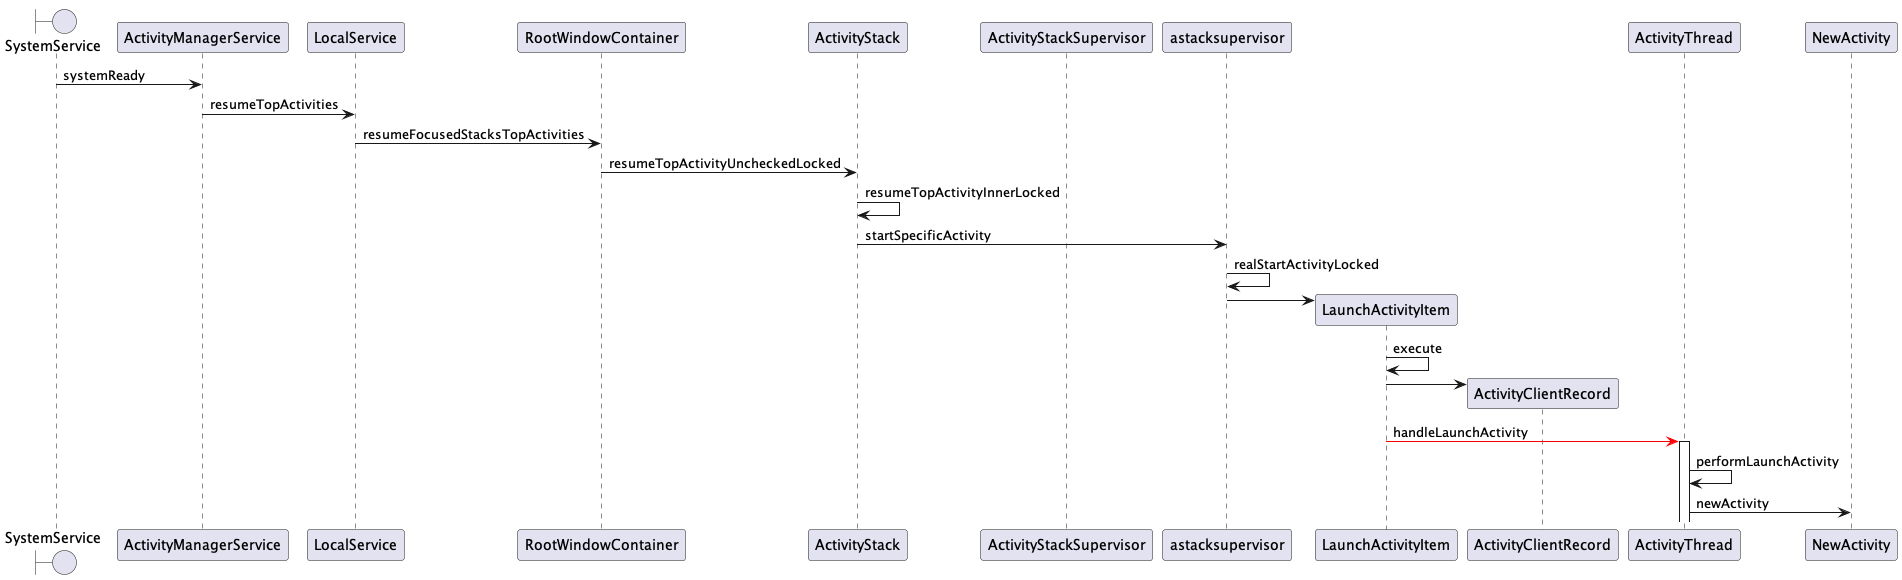 SystemService
ActivityManagerService
LocalService
RootWindowContainer
ActivityStack
ActivityStackSupervisor
astacksupervisor
ActivityThread
NewActivity
systemReady
resumeTopActivities
resumeFocusedStacksTopActivities
resumeTopActivityUncheckedLocked
resumeTopActivityInnerLocked
startSpecificActivity
realStartActivityLocked
LaunchActivityItem
execute
ActivityClientRecord
handleLaunchActivity
performLaunchActivity
newActivity
SystemService
ActivityManagerService
LocalService
RootWindowContainer
ActivityStack
ActivityStackSupervisor
astacksupervisor
LaunchActivityItem
ActivityClientRecord
ActivityThread
NewActivity